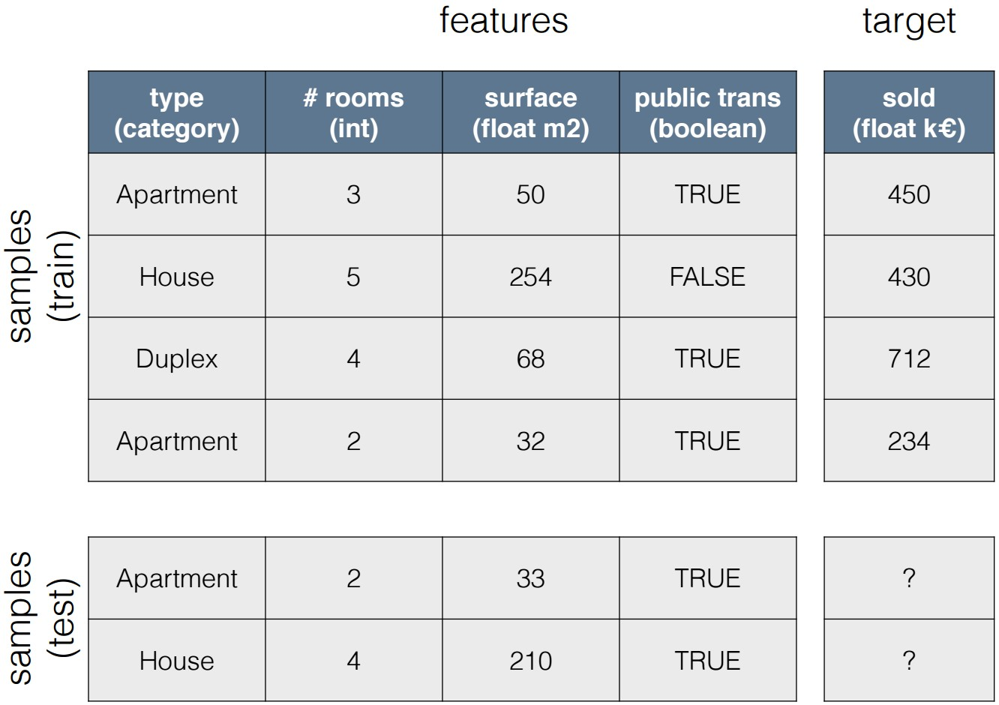 features
target
type
(category)
# rooms
(int)
surface
(float m2)
public trans
(boolean)
sold
(float k€)
samples
(train)
Apartment 3 50 TRUE 450
House 5 254 FALSE 430
Duplex 4 68 TRUE 712
Apartment 2 32 TRUE 234
samples
(test)
Apartment 2 33 TRUE ?
House 4 210 TRUE ?